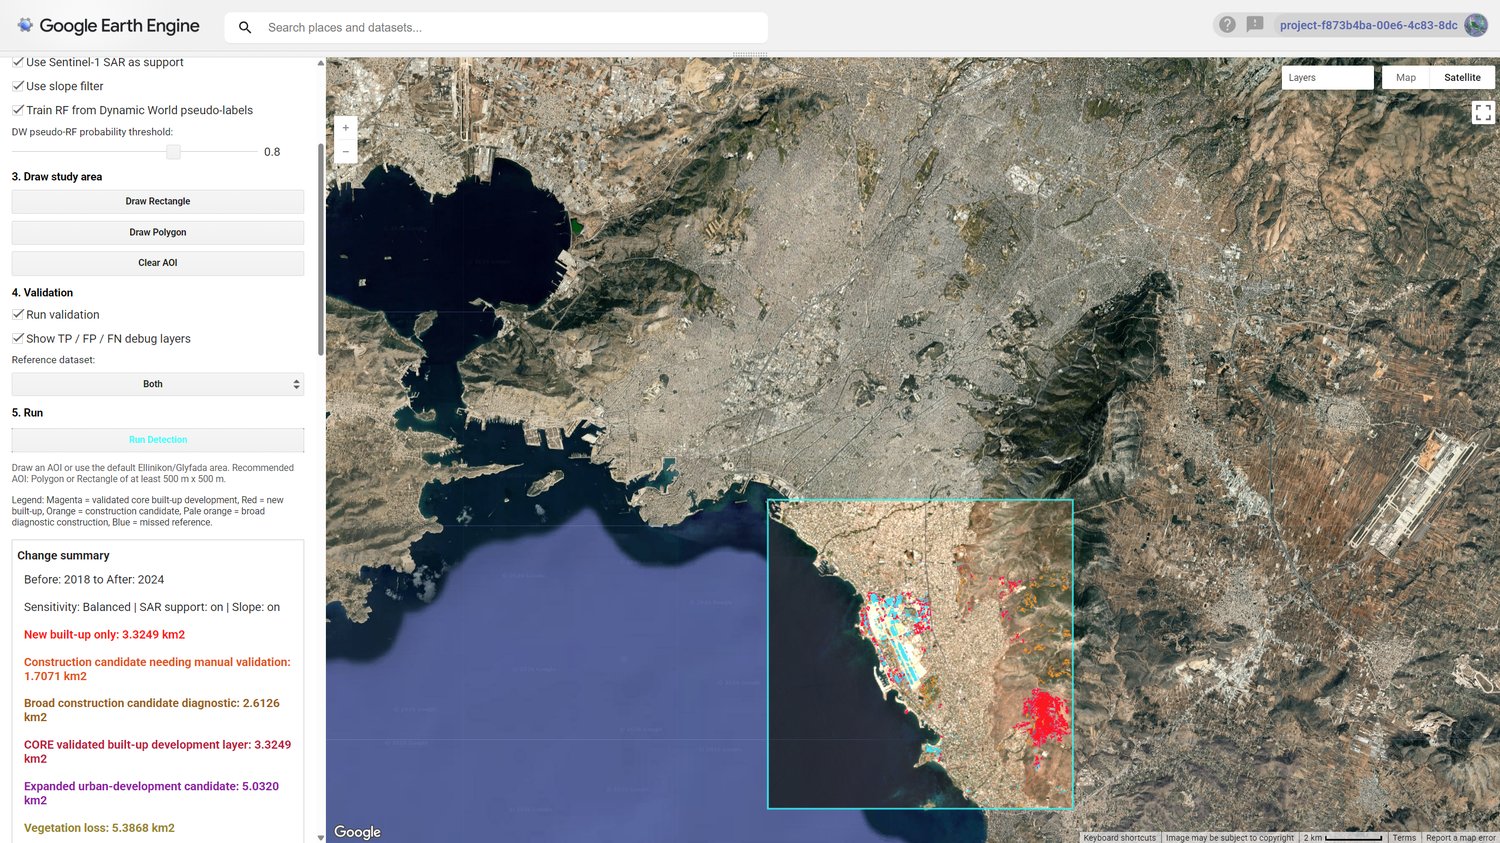 Google Earth Engine
Search places and datasets...
project-f873b4ba-00e6-4c83-8dc
Use Sentinel-1 SAR as support
Use slope filter
Train RF from Dynamic World pseudo-labels
DW pseudo-RF probability threshold:
0.8
3. Draw study area
Draw Rectangle
Draw Polygon
Clear AOI
4. Validation
Run validation
Show TP / FP / FN debug layers
Reference dataset:
Both
5. Run
Run Detection
Draw an AOI or use the default Ellinikon/Glyfada area. Recommended
AOI: Polygon or Rectangle of at least 500 m x 500 m.
Legend: Magenta = validated core built-up development, Red = new
built-up, Orange = construction candidate, Pale orange = broad
diagnostic construction, Blue = missed reference.
Change summary
Before: 2018 to After: 2024
Sensitivity: Balanced | SAR support: on | Slope: on
New built-up only: 3.3249 km2
Construction candidate needing manual validation:
1.7071 km2
Broad construction candidate diagnostic: 2.6126
km2
CORE validated built-up development layer: 3.3249
km2
Expanded urban-development candidate: 5.0320
km2
Vegetation loss: 5.3868 km2
Layers
Map
Satellite
+
−
Google
Keyboard shortcuts
Image may be subject to copyright
2 km
Terms
Report a map error